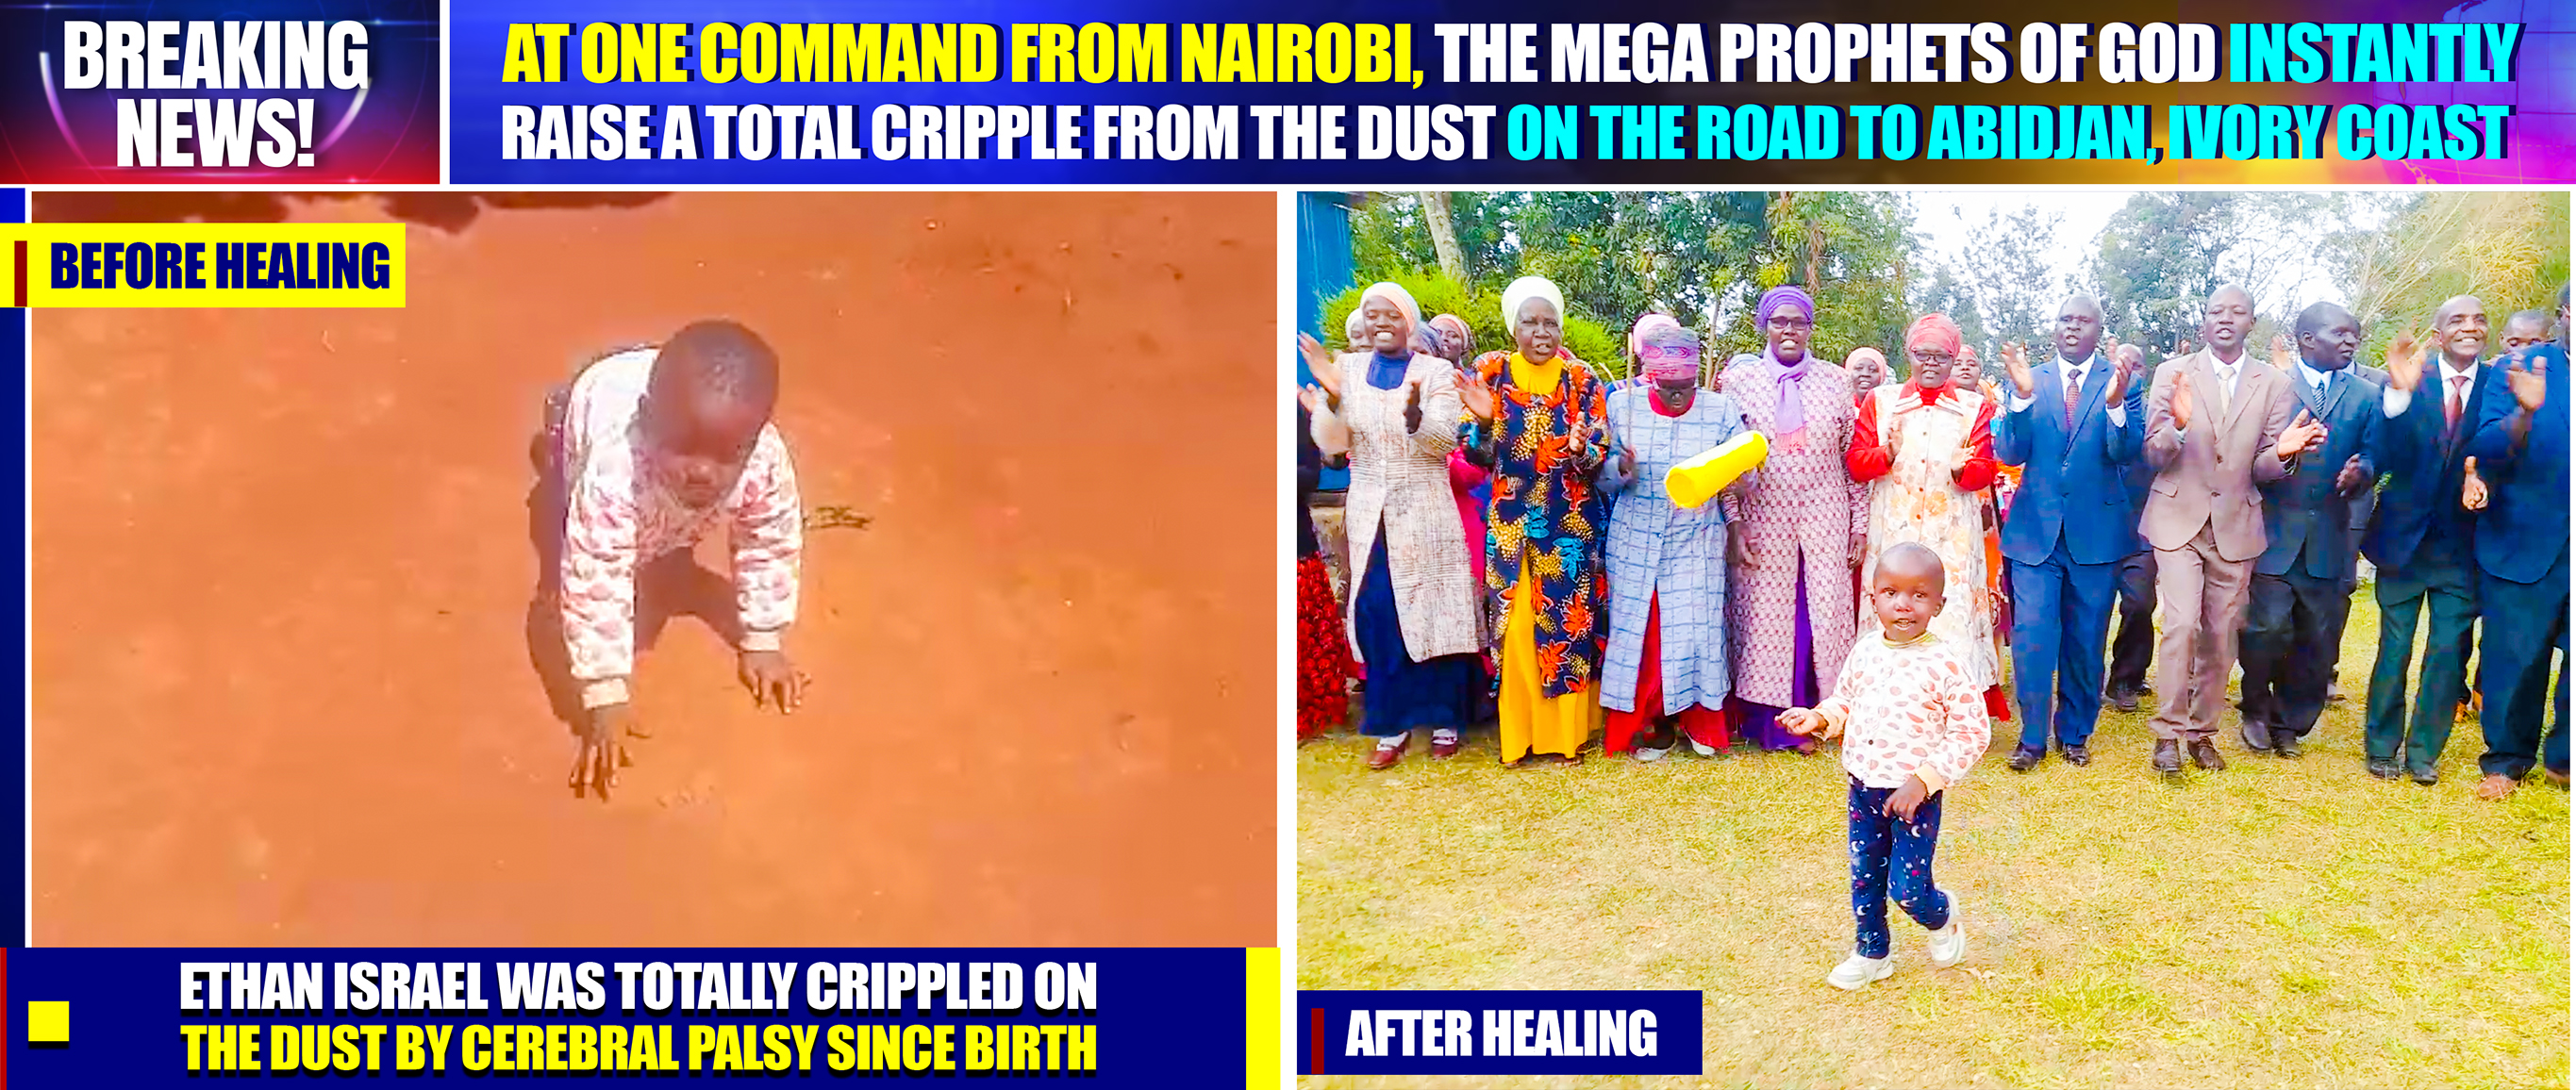 BREAKING
NEWS!
AT ONE COMMAND FROM NAIROBI, THE MEGA PROPHETS OF GOD INSTANTLY
RAISE A TOTAL CRIPPLE FROM THE DUST ON THE ROAD TO ABIDJAN, IVORY COAST
BEFORE HEALING
ETHAN ISRAEL WAS TOTALLY CRIPPLED ON
THE DUST BY CEREBRAL PALSY SINCE BIRTH
AFTER HEALING